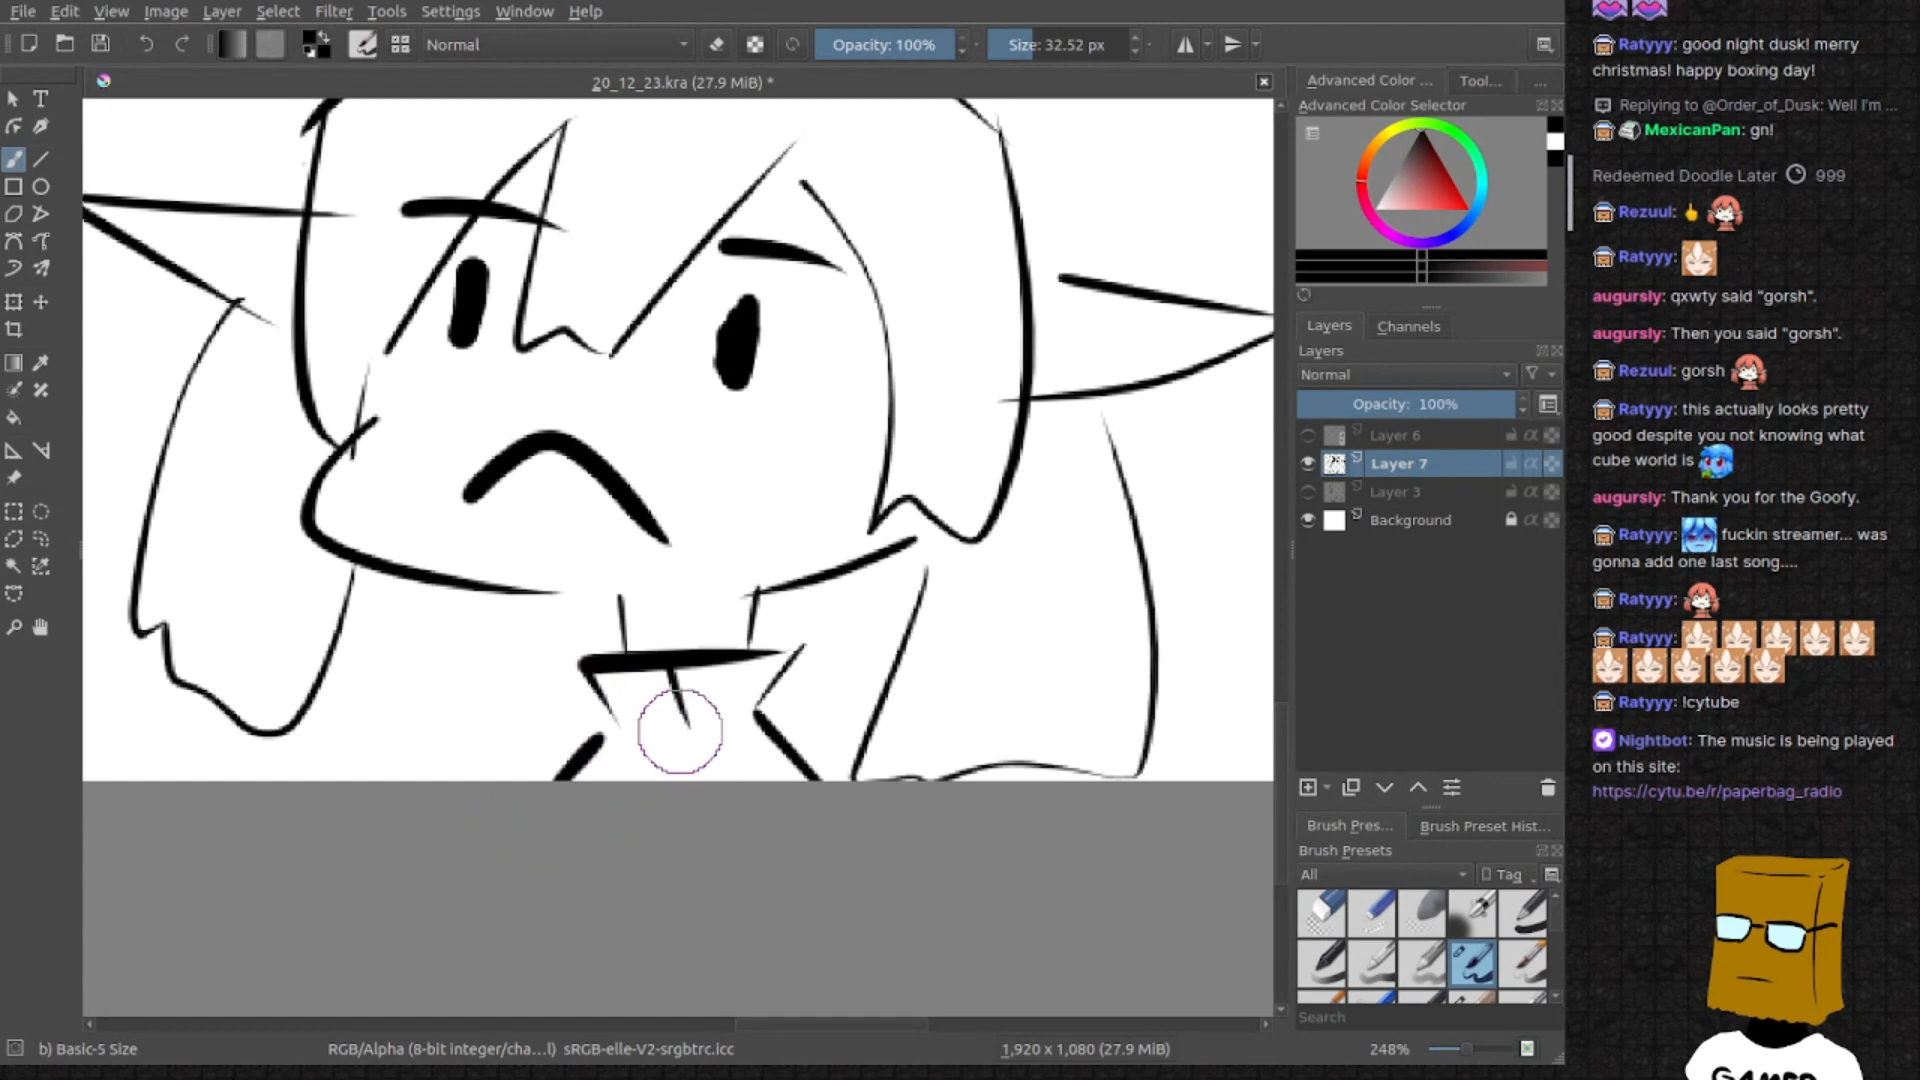 File Edit View Image Layer Select Filter Tools Settings Window Help
Normal
Opacity: 100%
Size: 32.52 px
20_12_23.kra (27.9 MiB) *
Advanced Color ...
Tool...
...
Advanced Color Selector
Layers
Channels
Layers
Normal
Opacity: 100%
Layer 6
Layer 7
Layer 3
Background
Brush Pres...
Brush Preset Hist...
Brush Presets
All
Tag
Search
b) Basic-5 Size
RGB/Alpha (8-bit integer/cha...l) sRGB-elle-V2-srgbtrc.icc
1,920 x 1,080 (27.9 MiB)
248%
Ratyyy: good night dusk! merry
christmas! happy boxing day!
Replying to @Order_of_Dusk: Well I'm ...
MexicanPan: gn!
Redeemed Doodle Later 999
Rezuul:
Ratyyy:
augursly: qxwty said "gorsh".
augursly: Then you said "gorsh".
Rezuul: gorsh
Ratyyy: this actually looks pretty
good despite you not knowing what
cube world is
augursly: Thank you for the Goofy.
Ratyyy: fuckin streamer... was
gonna add one last song....
Ratyyy:
Ratyyy:
Ratyyy: !cytube
Nightbot: The music is being played
on this site:
https://cytu.be/r/paperbag_radio
GAMER